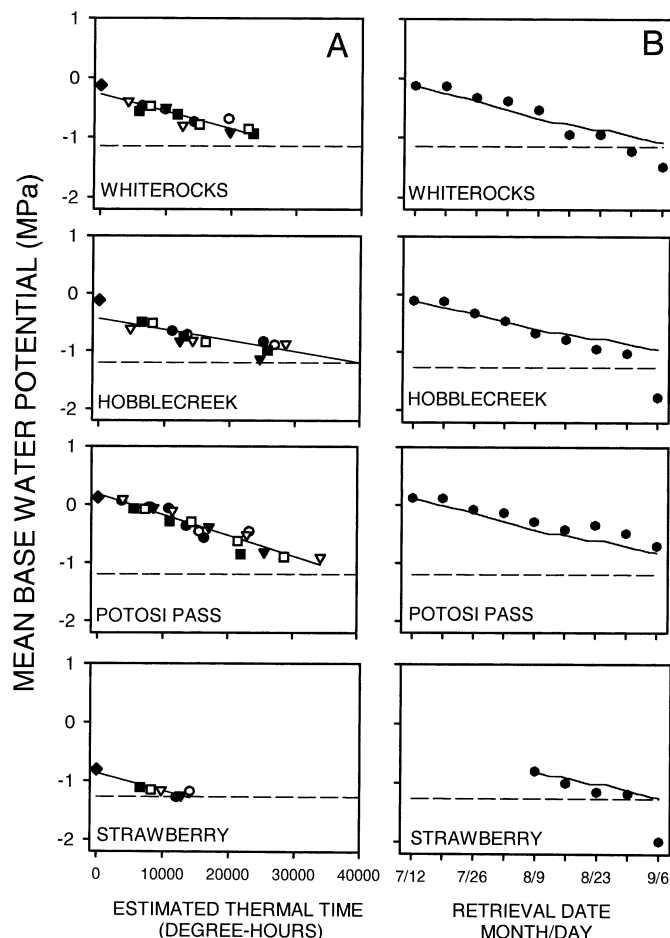 A
B
MEAN BASE WATER POTENTIAL (MPa)
1
0
-1
-2
WHITEROCKS
WHITEROCKS
1
0
-1
-2
HOBBLECREEK
HOBBLECREEK
1
0
-1
-2
POTOSI PASS
POTOSI PASS
1
0
-1
-2
STRAWBERRY
STRAWBERRY
0 10000 20000 30000 40000
7/12 7/26 8/9 8/23 9/6
ESTIMATED THERMAL TIME
(DEGREE-HOURS)
RETRIEVAL DATE
MONTH/DAY